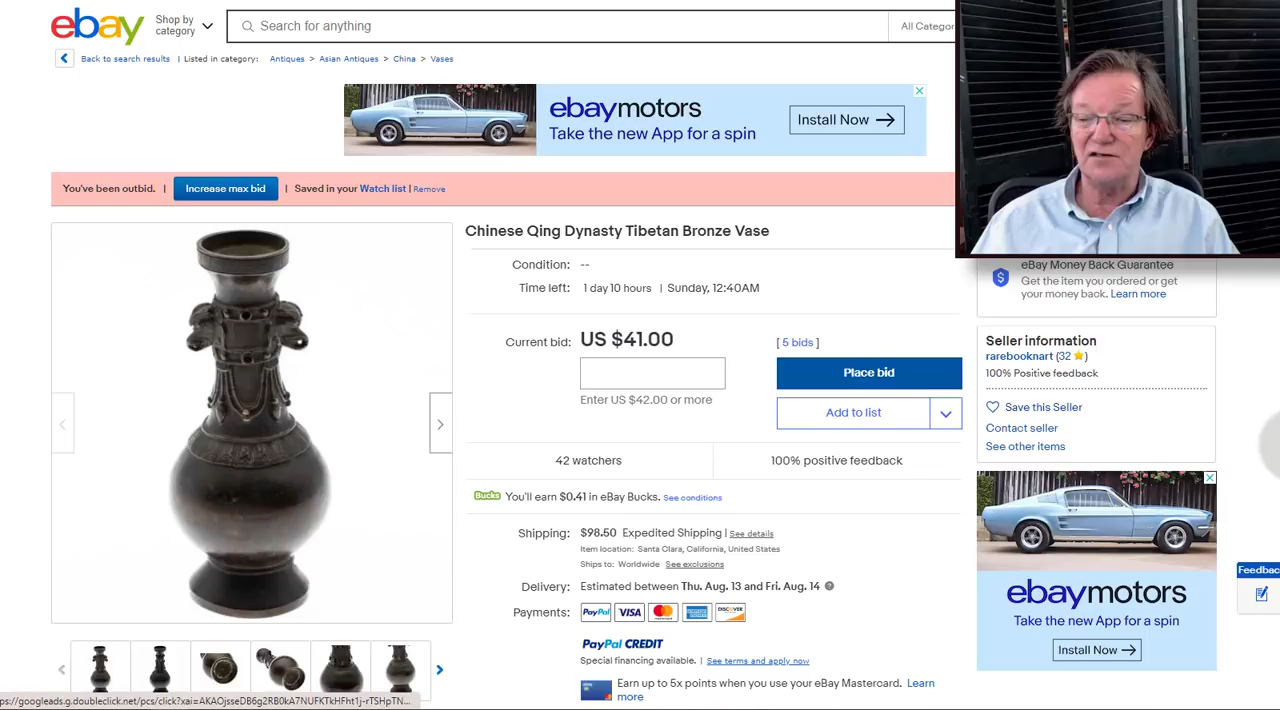 ebay
Shop by
category
Search for anything
All Categor
Back to search results | Listed in category: Antiques > Asian Antiques > China > Vases
ebaymotors
Take the new App for a spin
Install Now
You've been outbid. | Increase max bid | Saved in your Watch list | Remove
Chinese Qing Dynasty Tibetan Bronze Vase
Condition: --
Time left: 1 day 10 hours | Sunday, 12:40AM
Current bid: US $41.00 [ 5 bids ]
Place bid
Enter US $42.00 or more
Add to list
42 watchers 100% positive feedback
Bucks You'll earn $0.41 in eBay Bucks. See conditions
Shipping: $98.50 Expedited Shipping | See details
Item location: Santa Clara, California, United States
Ships to: Worldwide See exclusions
Delivery: Estimated between Thu. Aug. 13 and Fri. Aug. 14
Payments: PayPal VISA DISCOVER
PayPal CREDIT
Special financing available. | See terms and apply now
Earn up to 5x points when you use your eBay Mastercard. Learn
more
eBay Money Back Guarantee
Get the item you ordered or get
your money back. Learn more
Seller information
rarebooknart (32)
100% Positive feedback
Save this Seller
Contact seller
See other items
ebaymotors
Take the new App for a spin
Install Now
Feedbac